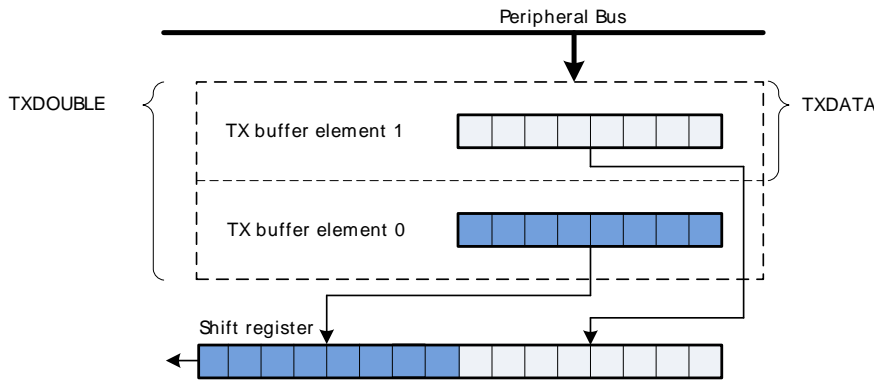 Peripheral Bus
TXDOUBLE
TXDATA
TX buffer element 1
TX buffer element 0
Shift register